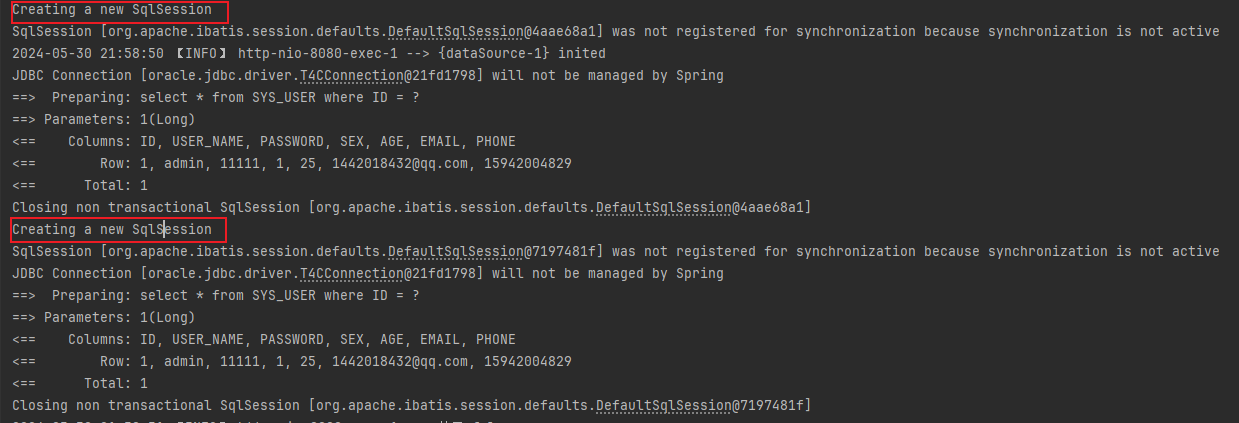 Creating a new SqlSession
SqlSession [org.apache.ibatis.session.defaults.DefaultSqlSession@4aae68a1] was not registered for synchronization because synchronization is not active
2024-05-30 21:58:50 【INFO】 http-nio-8080-exec-1 --> {dataSource-1} inited
JDBC Connection [oracle.jdbc.driver.T4CConnection@21fd1798] will not be managed by Spring
==>  Preparing: select * from SYS_USER where ID = ?
==> Parameters: 1(Long)
<==    Columns: ID, USER_NAME, PASSWORD, SEX, AGE, EMAIL, PHONE
<==        Row: 1, admin, 11111, 1, 25, 1442018432@qq.com, 15942004829
<==      Total: 1
Closing non transactional SqlSession [org.apache.ibatis.session.defaults.DefaultSqlSession@4aae68a1]
Creating a new SqlSession
SqlSession [org.apache.ibatis.session.defaults.DefaultSqlSession@7197481f] was not registered for synchronization because synchronization is not active
JDBC Connection [oracle.jdbc.driver.T4CConnection@21fd1798] will not be managed by Spring
==>  Preparing: select * from SYS_USER where ID = ?
==> Parameters: 1(Long)
<==    Columns: ID, USER_NAME, PASSWORD, SEX, AGE, EMAIL, PHONE
<==        Row: 1, admin, 11111, 1, 25, 1442018432@qq.com, 15942004829
<==      Total: 1
Closing non transactional SqlSession [org.apache.ibatis.session.defaults.DefaultSqlSession@7197481f]